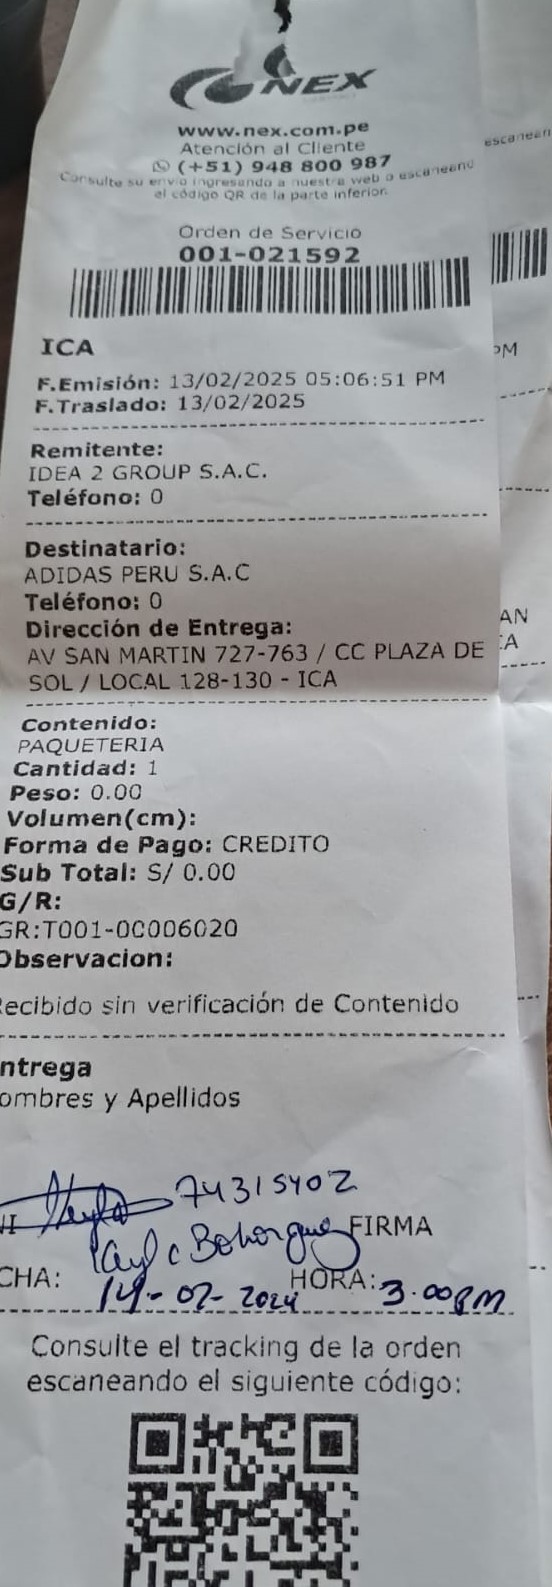 NEX
www.nex.com.pe
Atención al Cliente
(+51) 948 800 987
Consulte su envío ingresando a nuestra web o escaneand
el código QR de la parte inferior.
Orden de Servicio
001-021592
ICA
F.Emisión: 13/02/2025 05:06:51 PM
F.Traslado: 13/02/2025
Remitente:
IDEA 2 GROUP S.A.C.
Teléfono: 0
Destinatario:
ADIDAS PERU S.A.C
Teléfono: 0
Dirección de Entrega:
AV SAN MARTIN 727-763 / CC PLAZA DE
SOL / LOCAL 128-130 - ICA
Contenido:
PAQUETERIA
Cantidad: 1
Peso: 0.00
Volumen(cm):
Forma de Pago: CREDITO
Sub Total: S/ 0.00
G/R:
GR:T001-00006020
Observacion:
Recibido sin verificación de Contenido
ntrega
ombres y Apellidos
74315402
FIRMA
Bohorquez
CHA: 14-02-2024 HORA: 3.00PM
Consulte el tracking de la orden
escaneando el siguiente código:
escanean
PM
AN
A